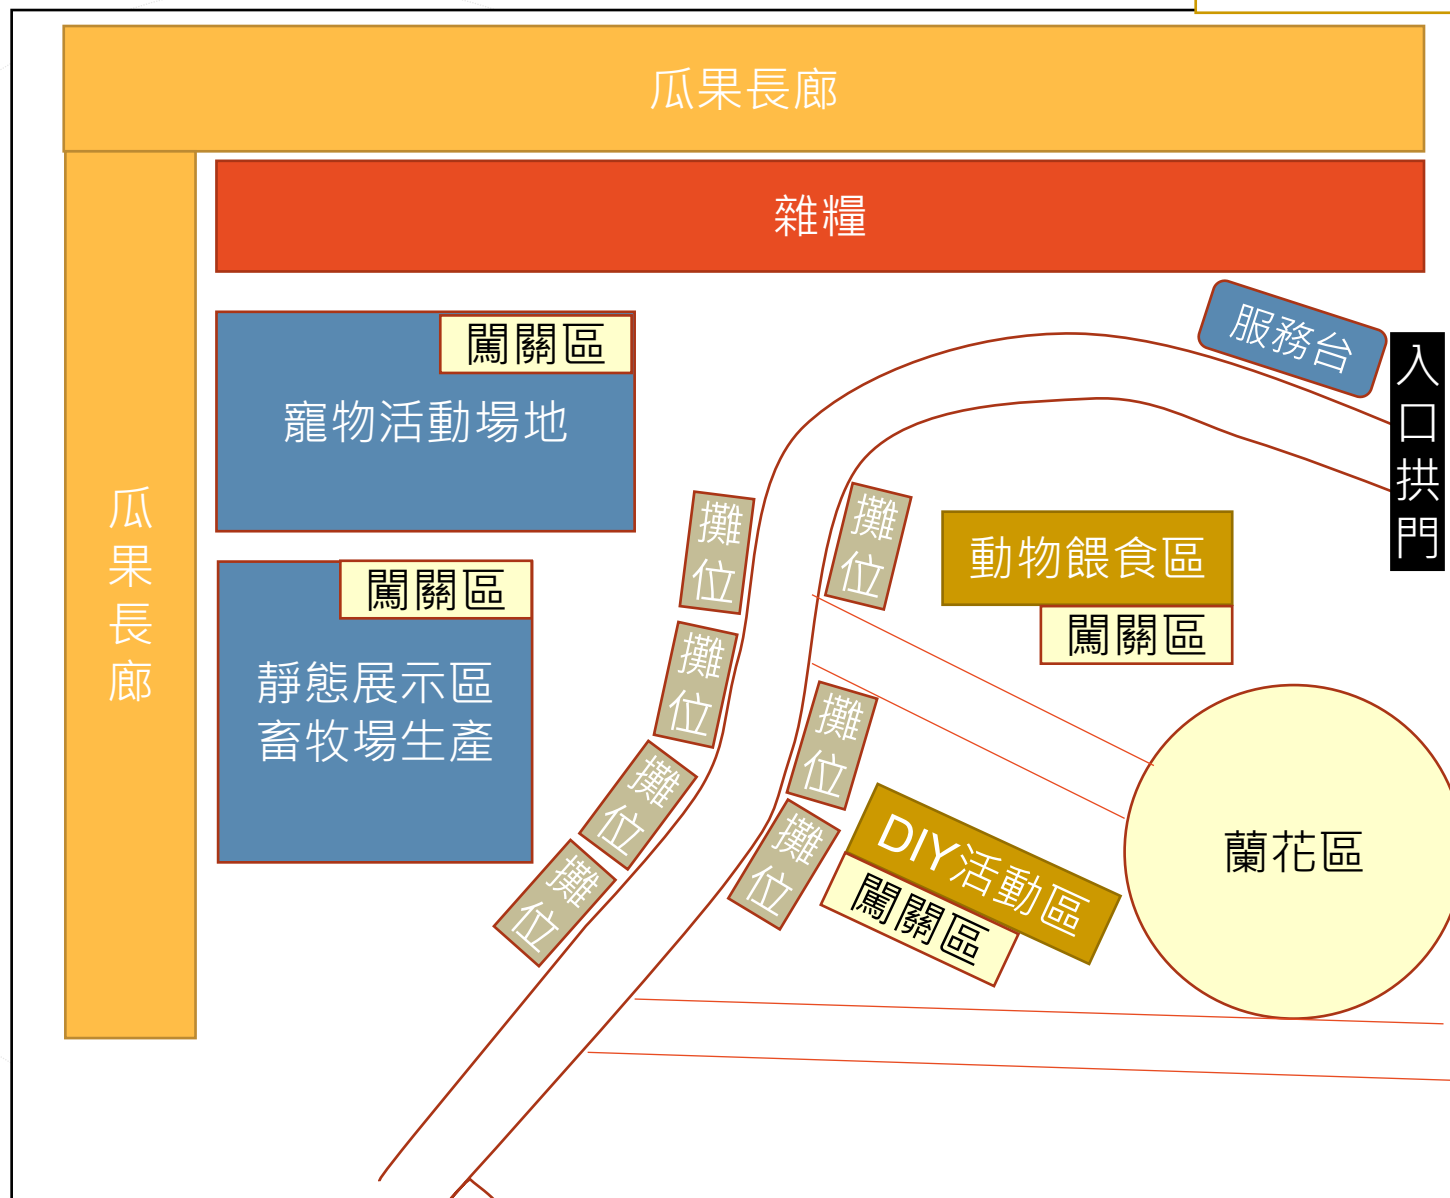 瓜果長廊
雜糧
服務台
入口拱門
闖關區
寵物活動場地
瓜果長廊
攤位
攤位
動物餵食區
闖關區
闖關區
靜態展示區
畜牧場生產
攤位
攤位
攤位
攤位
攤位
DIY活動區
闖關區
蘭花區